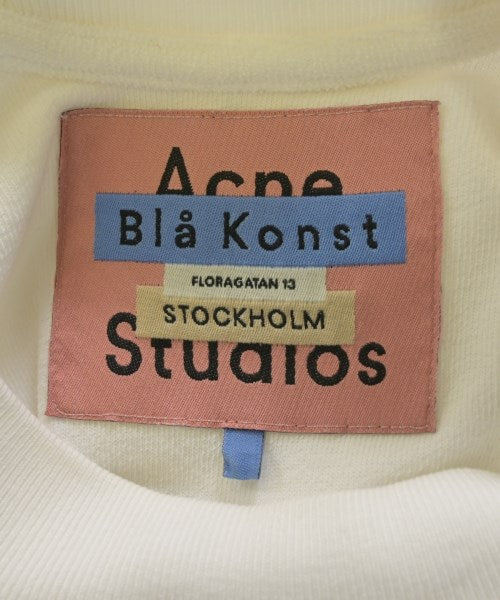 Acne
Blå Konst
FLORAGATAN 13
STOCKHOLM
Studios